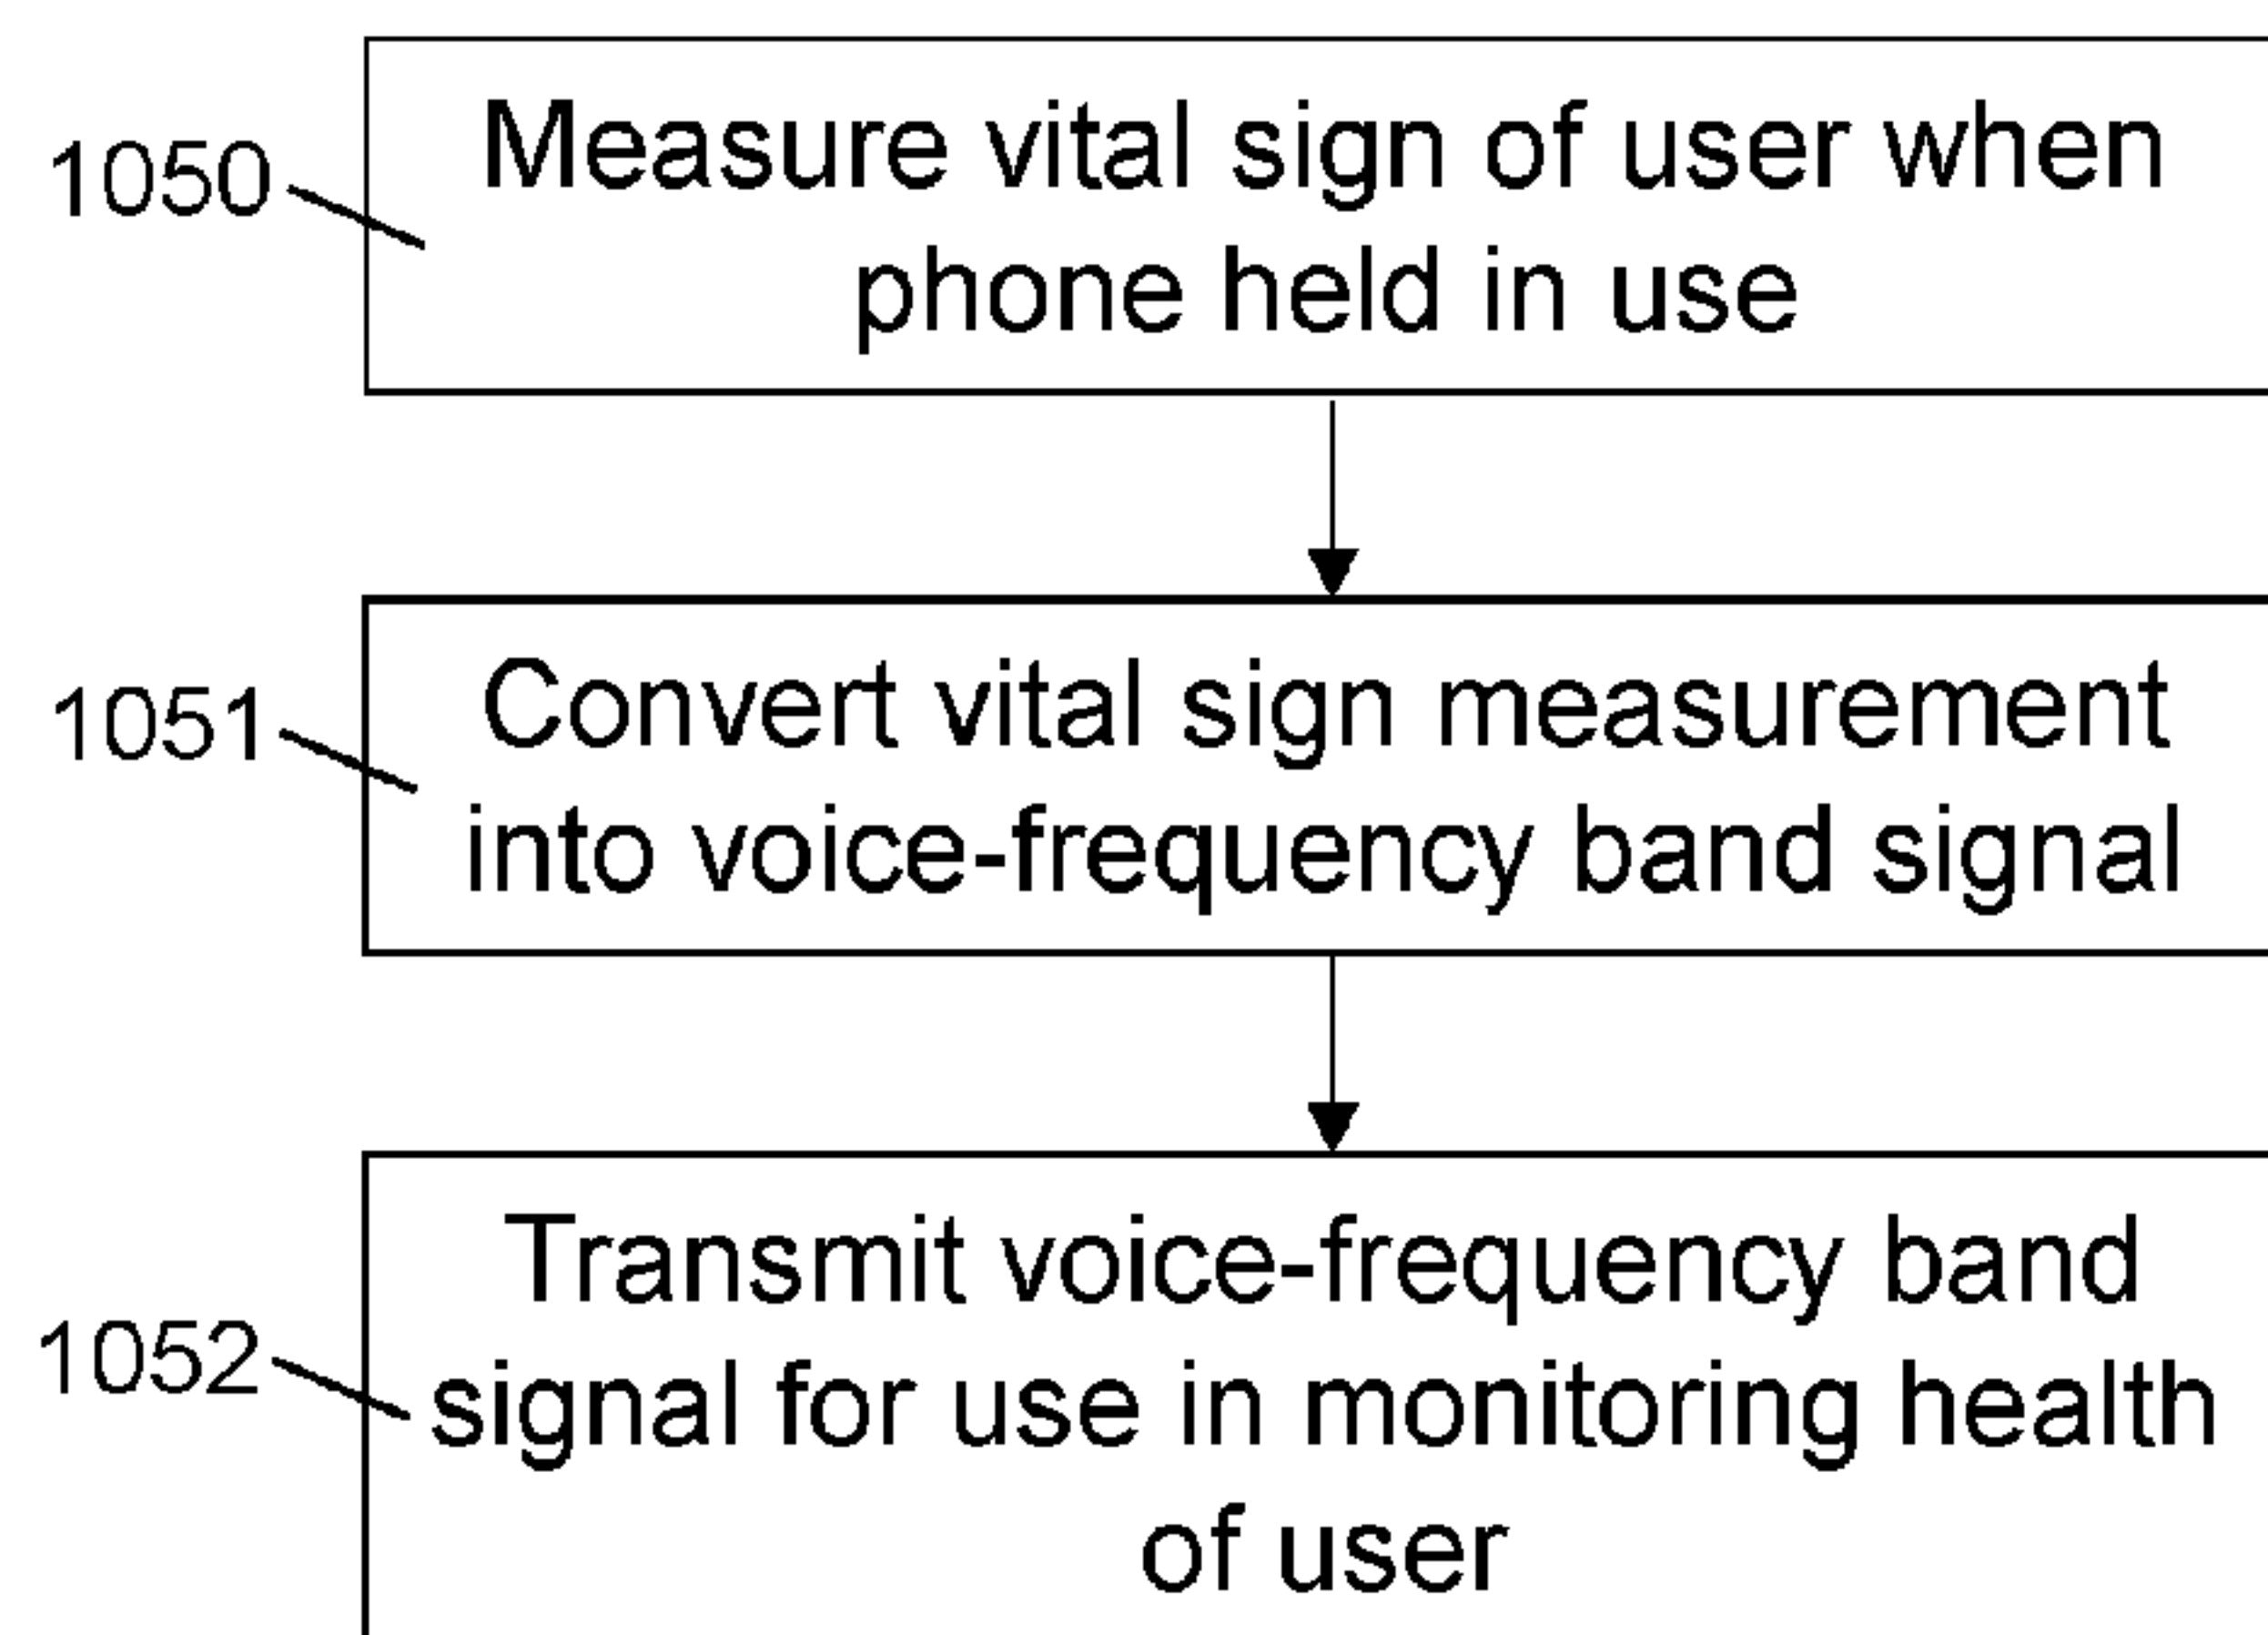 1050
Measure vital sign of user when
phone held in use
1051
Convert vital sign measurement
into voice-frequency band signal
1052
Transmit voice-frequency band
signal for use in monitoring health
of user